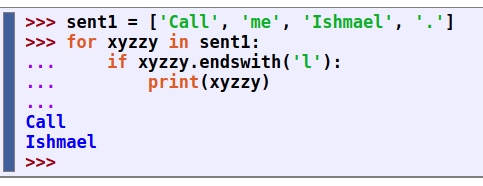 >>> sent1 = ['Call', 'me', 'Ishmael', '.']
>>> for xyzzy in sent1:
...     if xyzzy.endswith('l'):
...         print(xyzzy)
...
Call
Ishmael
>>>